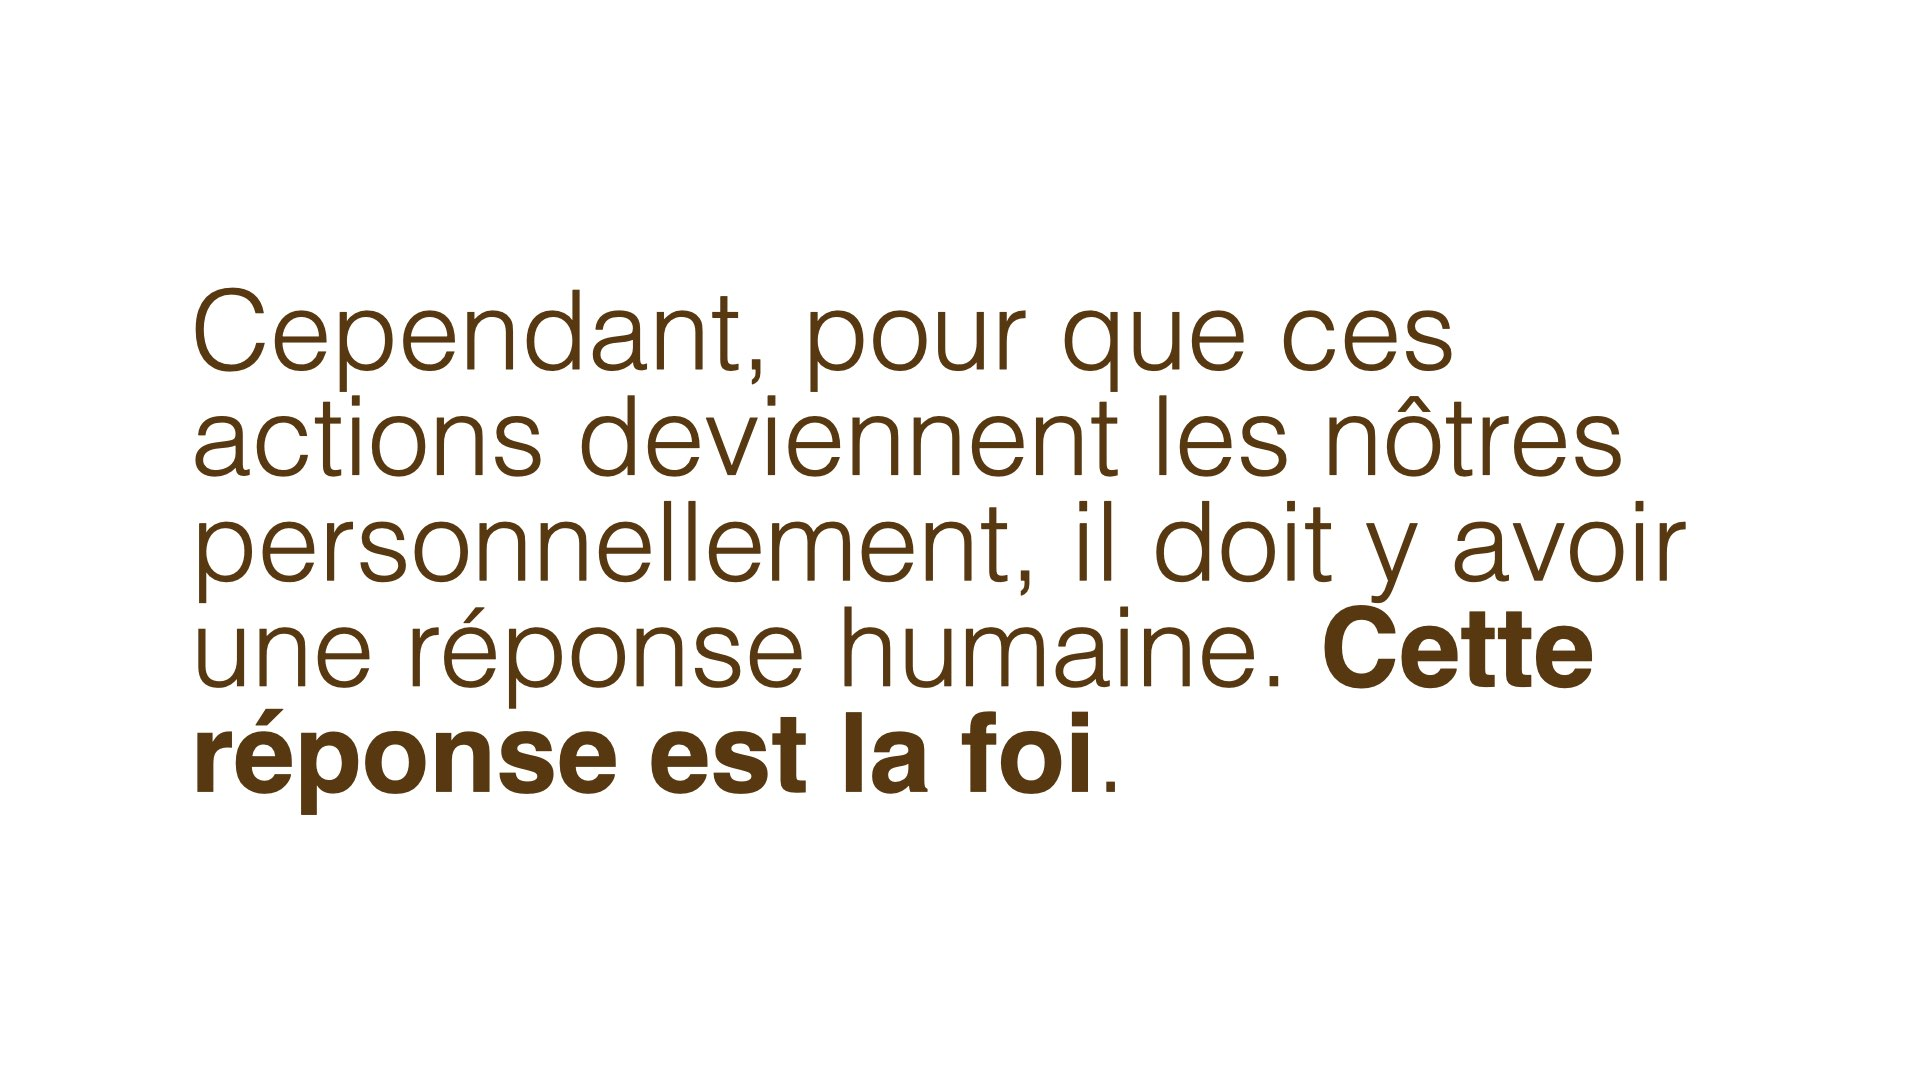 Cependant, pour que ces
actions deviennent les nôtres
personnellement, il doit y avoir
une réponse humaine. Cette
réponse est la foi.